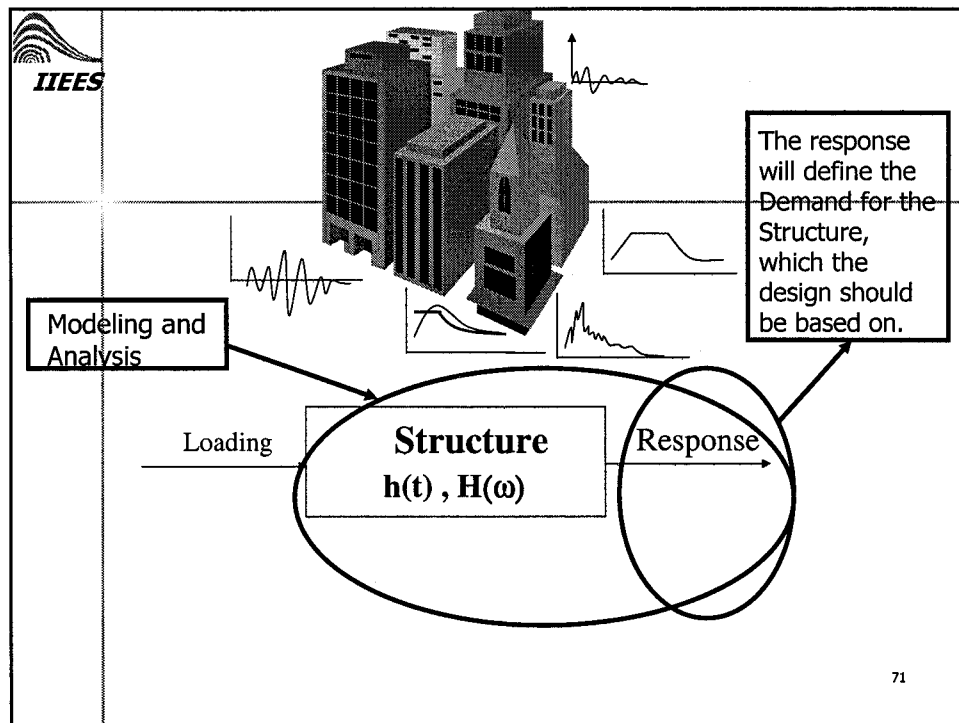 IIEES
The response
will define the
Demand for the
Structure,
which the
design should
be based on.
Modeling and
Analysis
Loading
Structure
h(t) , H(ω)
Response
71